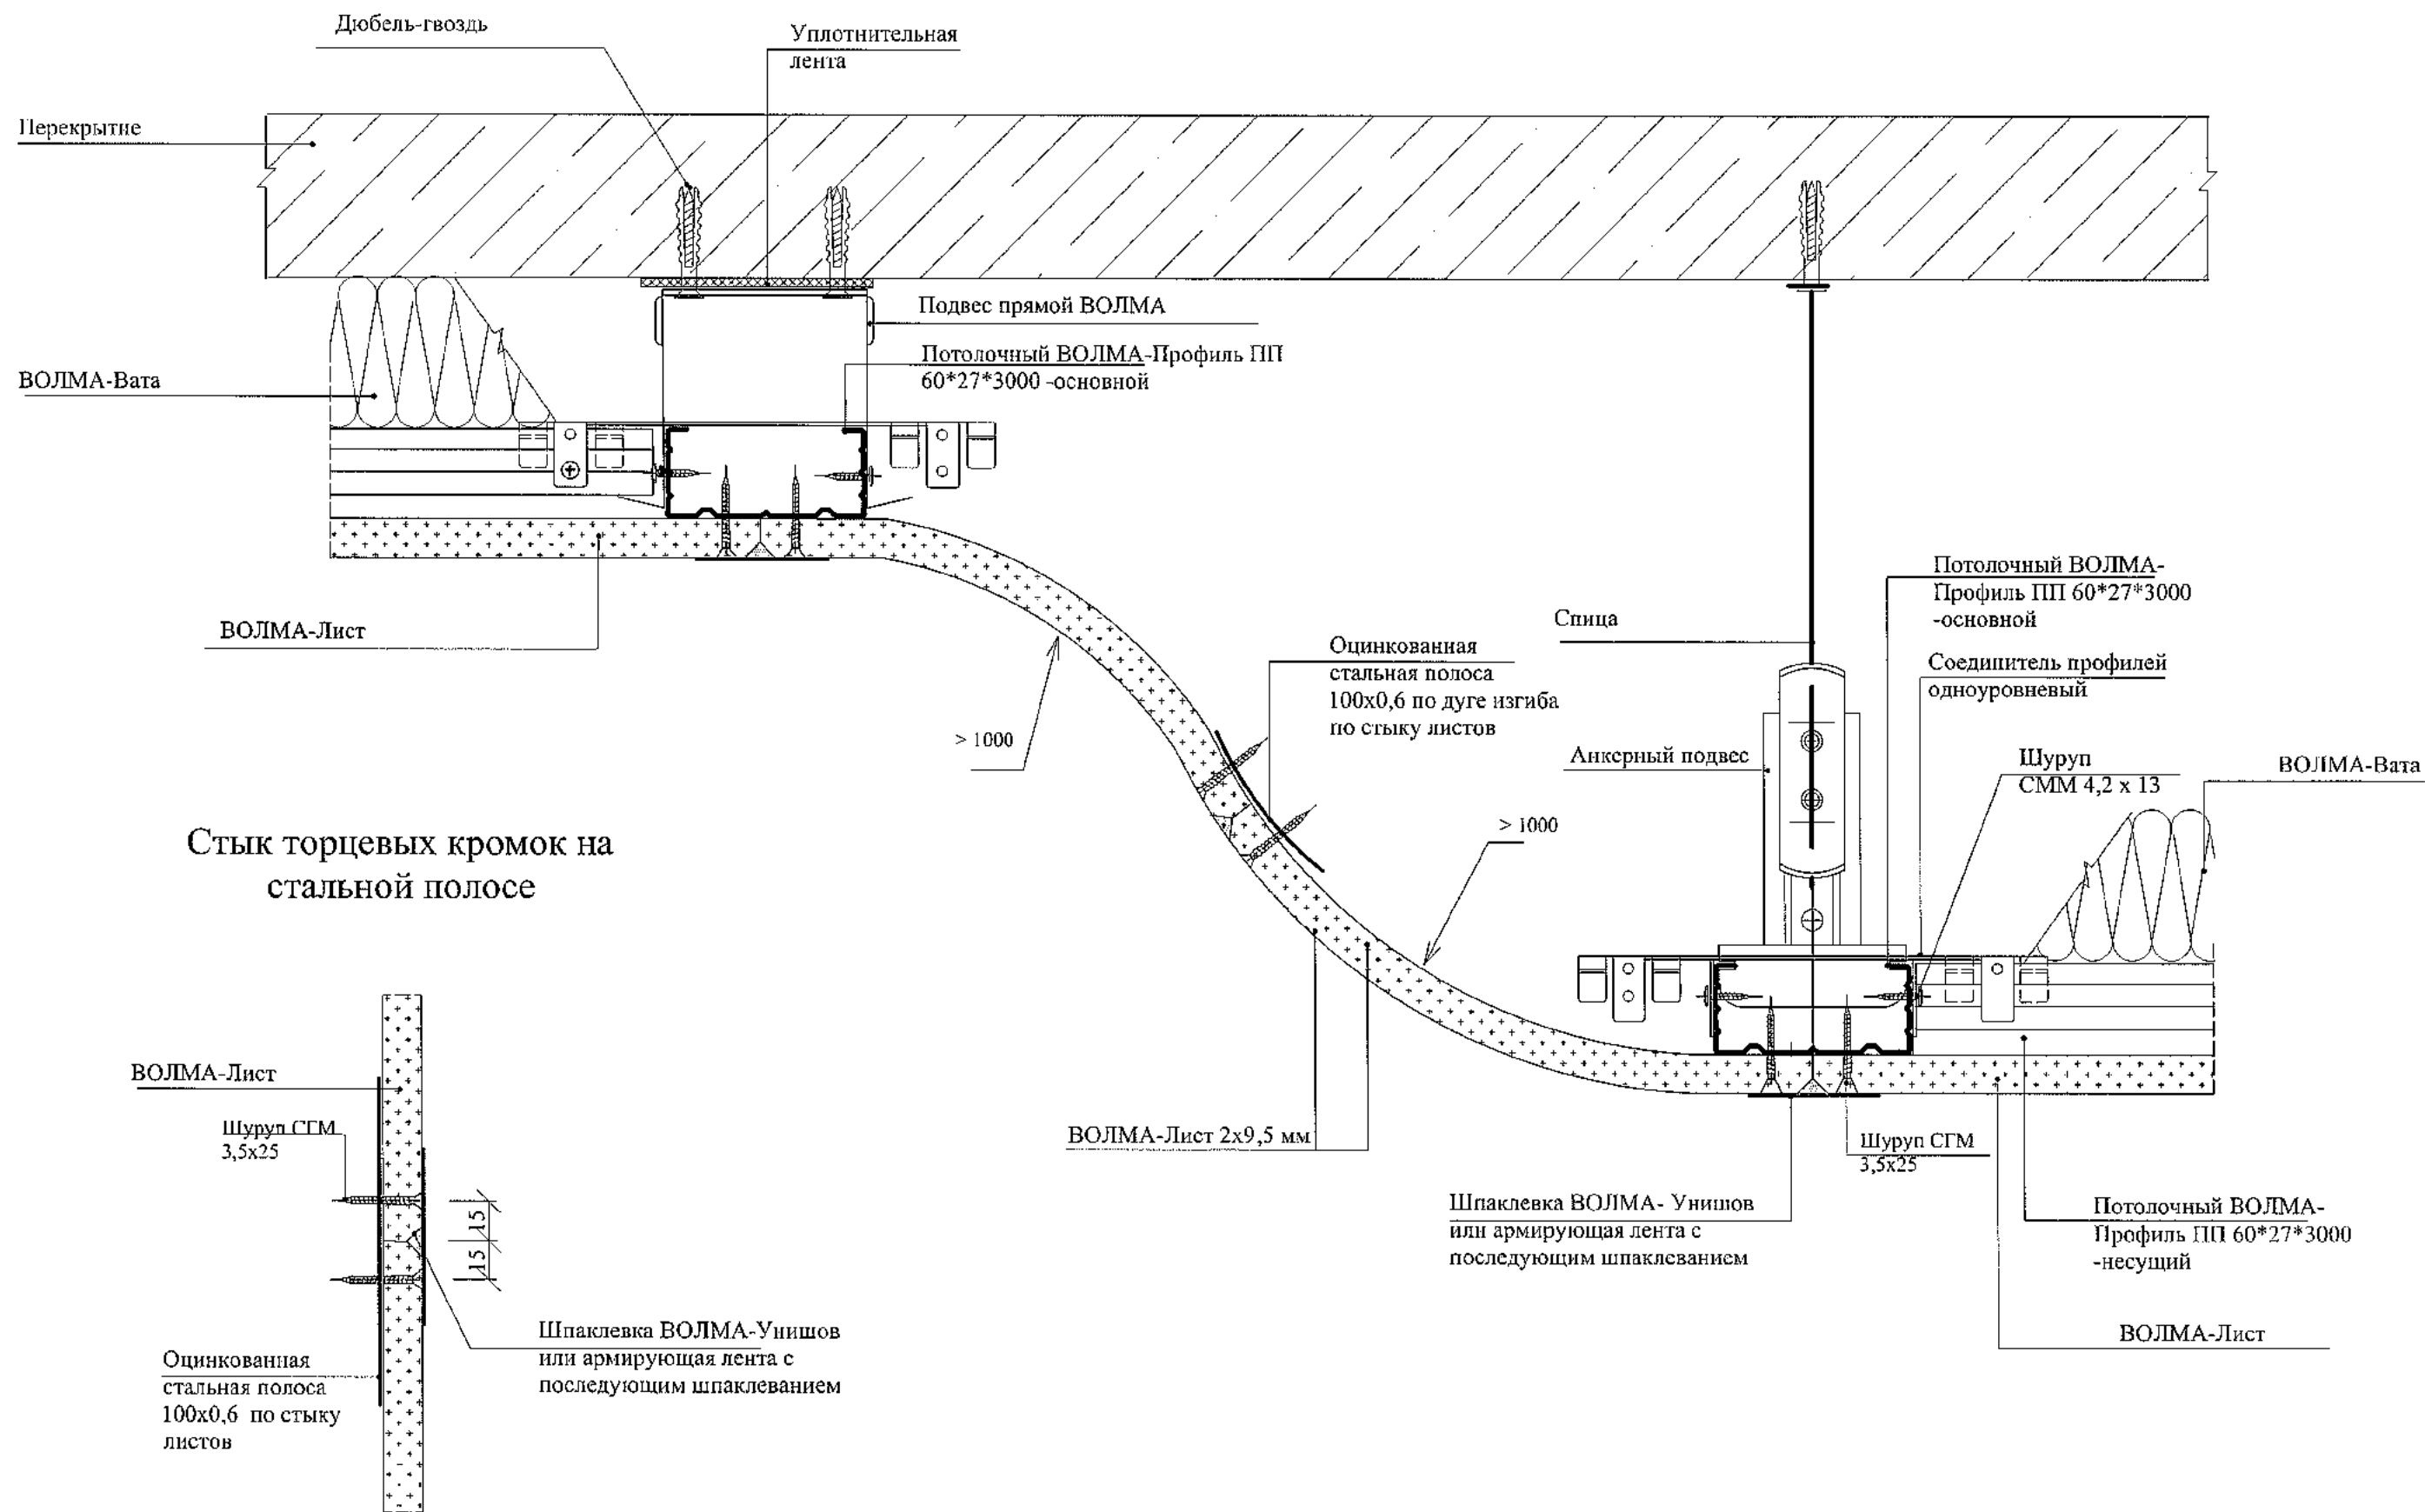 Дюбель-гвоздь
Уплотнительная
лента
Перекрытие
Подвес прямой ВОЛМА
Потолочный ВОЛМА-Профиль ПП
60*27*3000 -основной
ВОЛМА-Вата
ВОЛМА-Лист
> 1000
Оцинкованная
стальная полоса
100х0,6 по дуге изгиба
по стыку листов
Спица
Потолочный ВОЛМА-
Профиль ПП 60*27*3000
-основной
Соединитель профилей
одноуровневый
Анкерный подвес
Шуруп
СММ 4,2 х 13
ВОЛМА-Вата
> 1000
Стык торцевых кромок на
стальной полосе
ВОЛМА-Лист
Шуруп СГМ
3,5х25
15
15
Шпаклевка ВОЛМА-Унишов
или армирующая лента с
последующим шпаклеванием
Оцинкованная
стальная полоса
100х0,6 по стыку
листов
ВОЛМА-Лист 2х9,5 мм
Шуруп СГМ
3,5х25
Шпаклевка ВОЛМА- Унишов
или армирующая лента с
последующим шпаклеванием
Потолочный ВОЛМА-
Профиль ПП 60*27*3000
-несущий
ВОЛМА-Лист